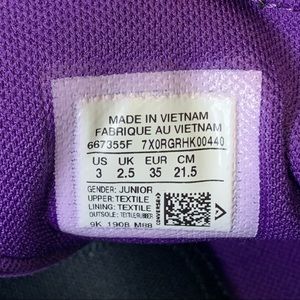 MADE IN VIETNAM
FABRIQUE AU VIETNAM
667355F 7X0RGRHK00440
US UK EUR CM
3 2.5 35 21.5
GENDER: JUNIOR
UPPER: TEXTILE
LINING: TEXTILE
OUTSOLE: TEXTILE/RUBBER
9K 1908 M88